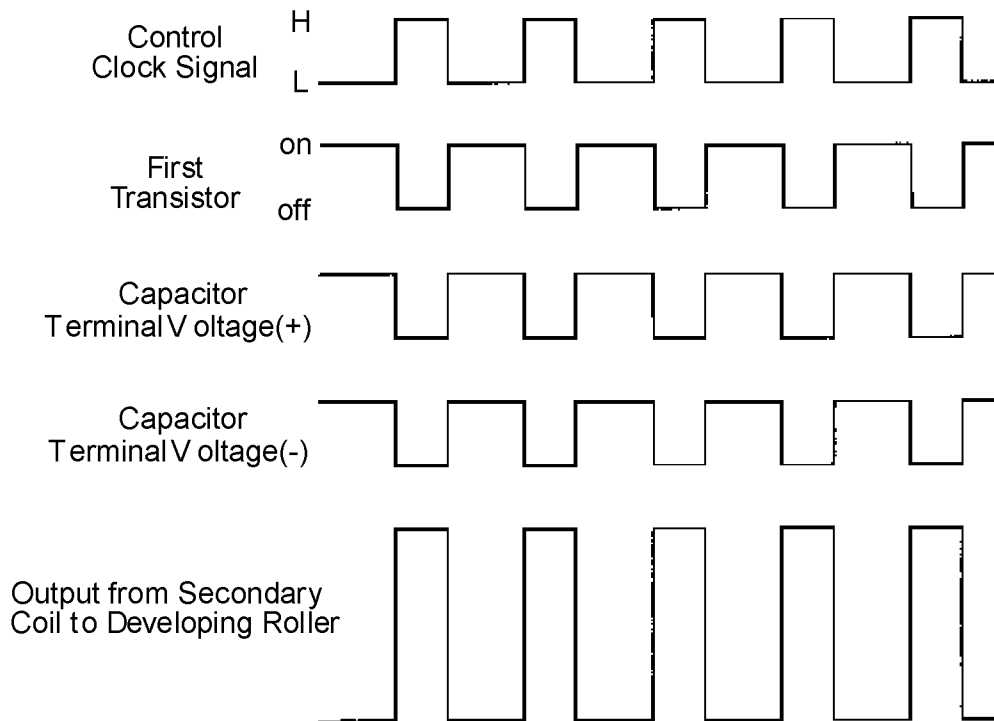 Control
Clock Signal
H
L
First
Transistor
on
off
Capacitor
Terminal V oltage(+)
Capacitor
Terminal V oltage(-)
Output from Secondary
Coil to Developing Roller